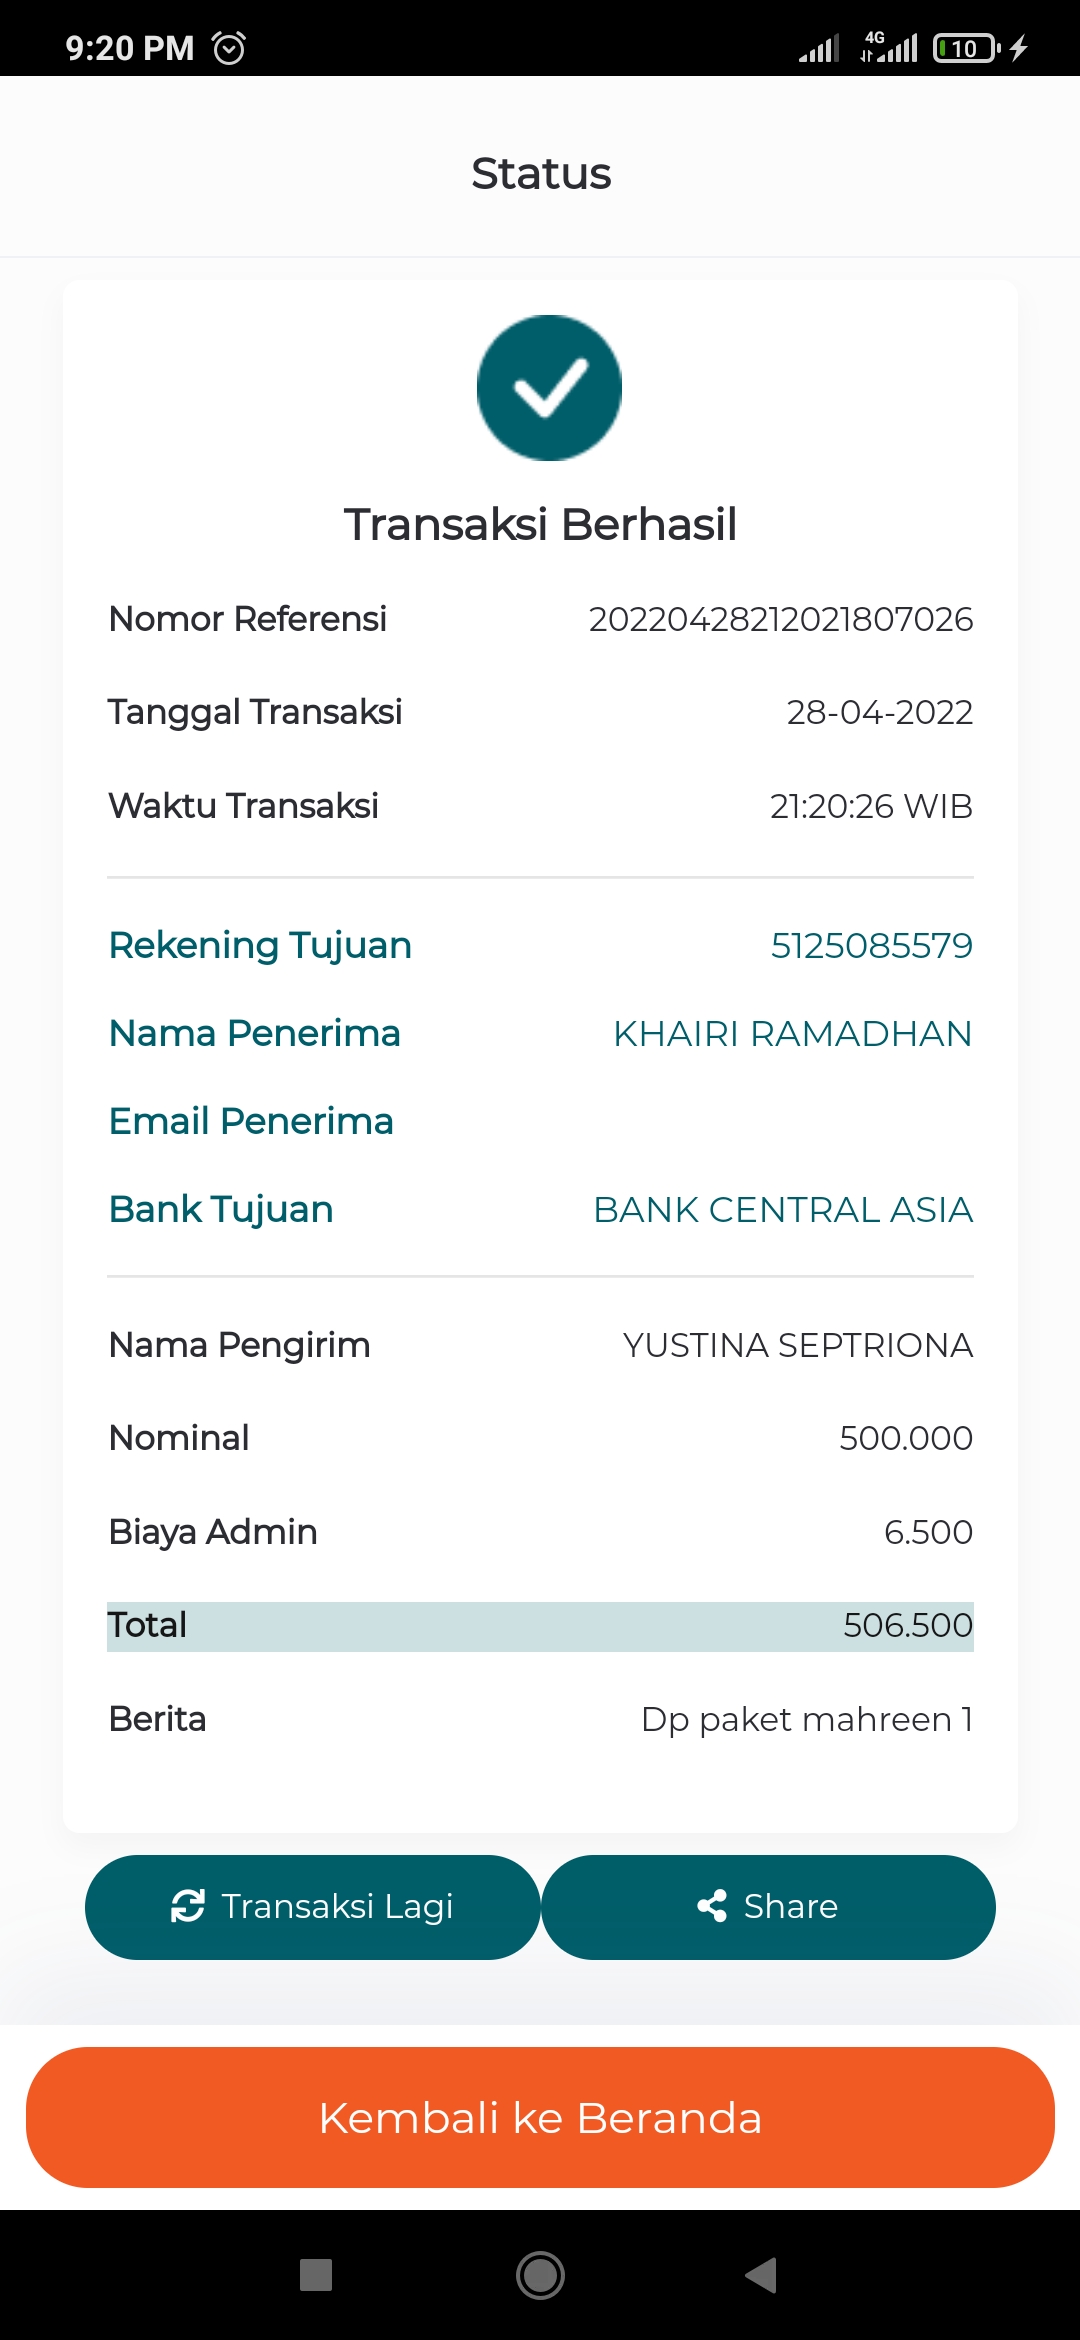 9:20 PM
4G
10
Status
Transaksi Berhasil
Nomor Referensi 20220428212021807026
Tanggal Transaksi 28-04-2022
Waktu Transaksi 21:20:26 WIB
Rekening Tujuan 5125085579
Nama Penerima KHAIRI RAMADHAN
Email Penerima
Bank Tujuan BANK CENTRAL ASIA
Nama Pengirim YUSTINA SEPTRIONA
Nominal 500.000
Biaya Admin 6.500
Total 506.500
Berita Dp paket mahreen 1
Transaksi Lagi Share
Kembali ke Beranda